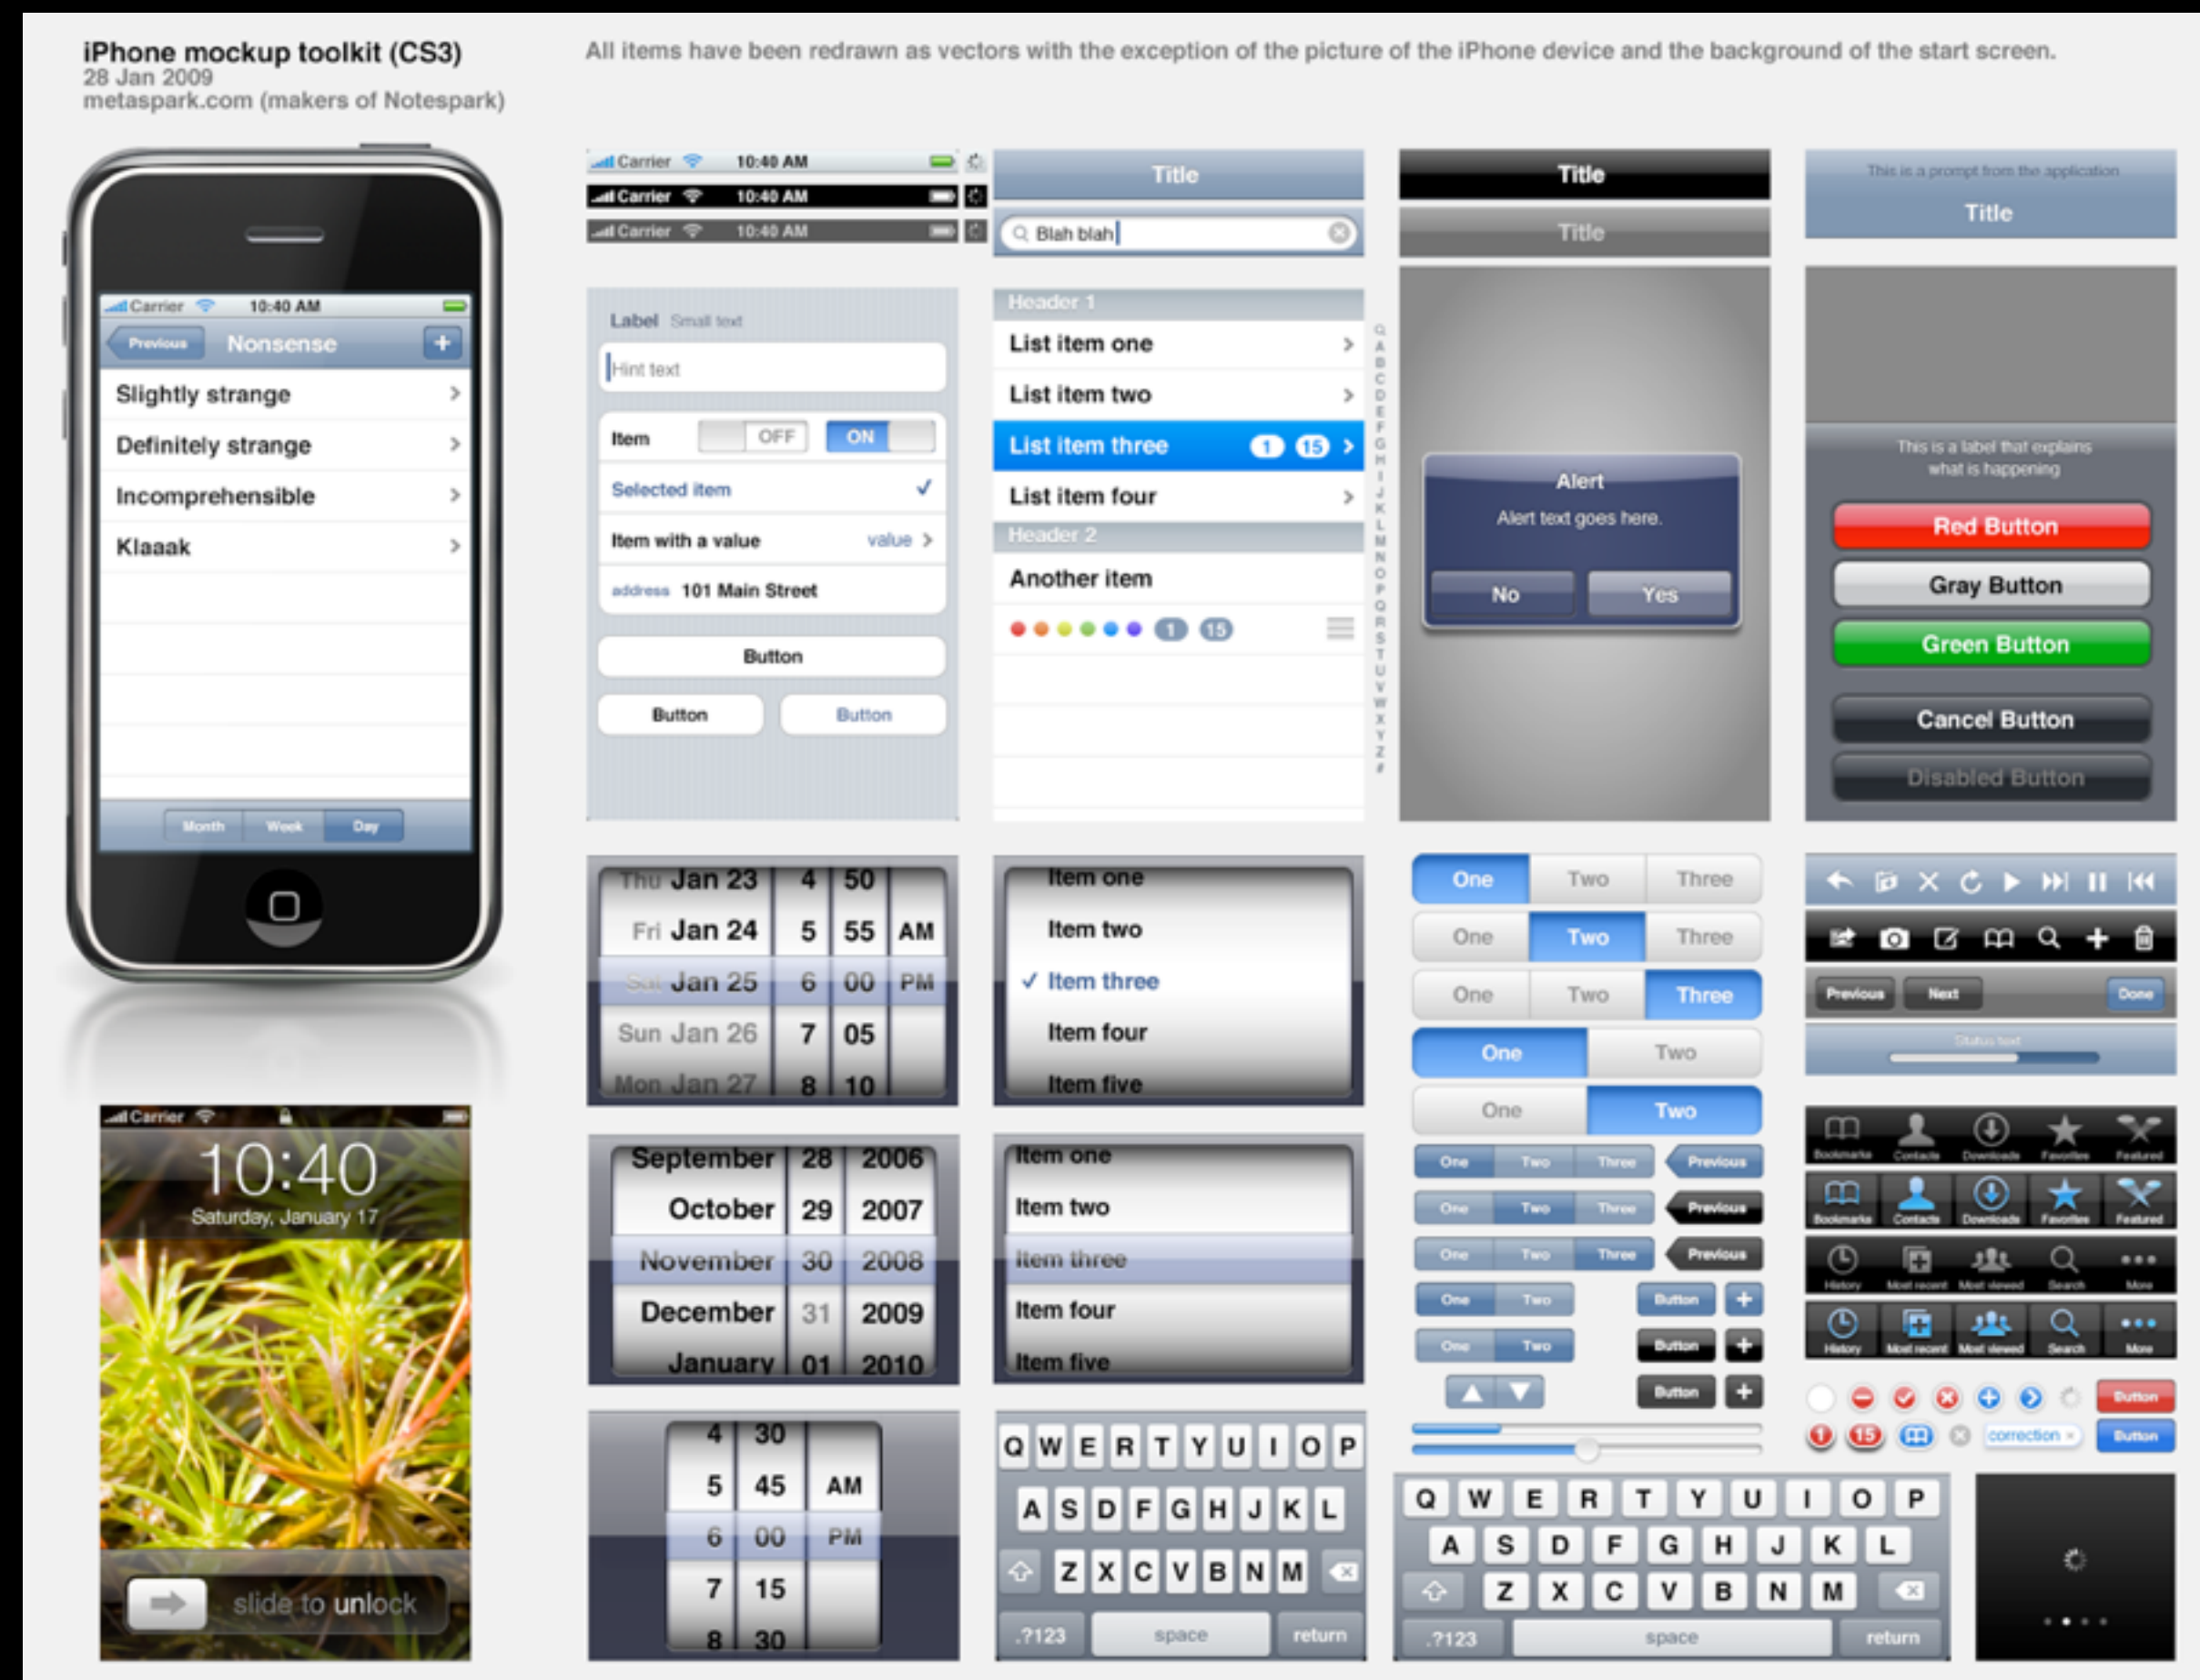 iPhone mockup toolkit (CS3)
28 Jan 2009
metaspark.com (makers of Notespark)
All items have been redrawn as vectors with the exception of the picture of the iPhone device and the background of the start screen.
Carrier 10:40 AM
Previous Nonsense +
Slightly strange
Definitely strange
Incomprehensible
Klaaak
Month Week Day
Carrier
10:40
Saturday, January 17
slide to unlock
Carrier 10:40 AM
Carrier 10:40 AM
Carrier 10:40 AM
Label Small text
Hint text
Item OFF ON
Selected item
Item with a value value
address 101 Main Street
Button
Button Button
Title
Blah blah
Header 1
List item one
List item two
List item three 1 15
List item four
Header 2
Another item
1 15
Q
A
B
C
D
E
F
G
H
I
J
K
L
M
N
O
P
Q
R
S
T
U
V
W
X
Y
Z
#
Title
Title
Alert
Alert text goes here.
No Yes
This is a prompt from the application
Title
This is a label that explains
what is happening
Red Button
Gray Button
Green Button
Cancel Button
Disabled Button
Thu Jan 23 4 50
Fri Jan 24 5 55 AM
Sat Jan 25 6 00 PM
Sun Jan 26 7 05
Mon Jan 27 8 10
Item one
Item two
Item three
Item four
Item five
September 28 2006
October 29 2007
November 30 2008
December 31 2009
January 01 2010
Item one
Item two
Item three
Item four
Item five
4 30
5 45 AM
6 00 PM
7 15
8 30
Q W E R T Y U I O P
A S D F G H J K L
Z X C V B N M
.?123 space return
One Two Three
One Two Three
One Two Three
One Two
One Two
One Two Three Previous
One Two Three Previous
One Two Three Previous
One Two Button +
One Two Button +
Button +
Previous Next Done
Status text
Bookmarks Contacts Downloads Favorites Featured
Bookmarks Contacts Downloads Favorites Featured
History Most recent Most viewed Search More
History Most recent Most viewed Search More
Button
1 15 correction × Button
Q W E R T Y U I O P
A S D F G H J K L
Z X C V B N M
.?123 space return